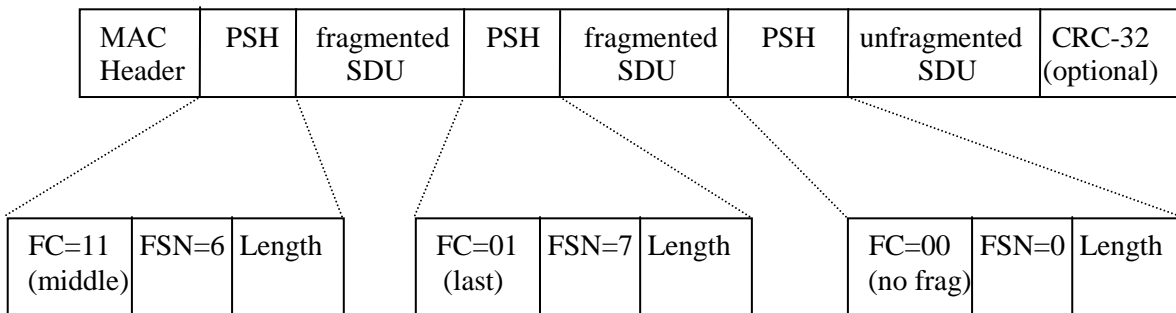 MAC PSH fragmented PSH fragmented PSH unfragmented CRC-32
Header SDU SDU SDU (optional)
FC=11 FSN=6 Length FC=01 FSN=7 Length FC=00 FSN=0 Length
(middle) (last) (no frag)